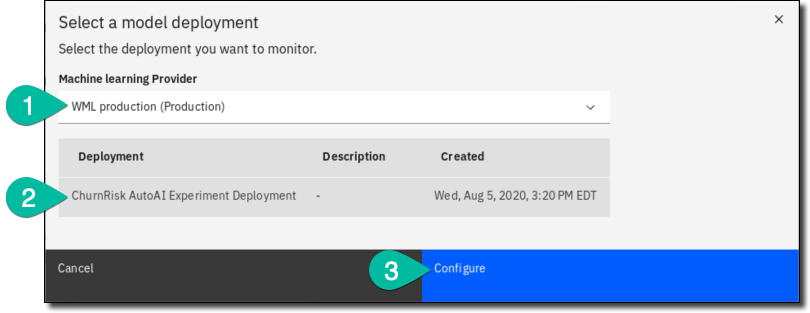 Select a model deployment
×
Select the deployment you want to monitor.
Machine learning Provider
1
WML production (Production)
Deployment Description Created
2
ChurnRisk AutoAI Experiment Deployment - Wed, Aug 5, 2020, 3:20 PM EDT
Cancel
3
Configure